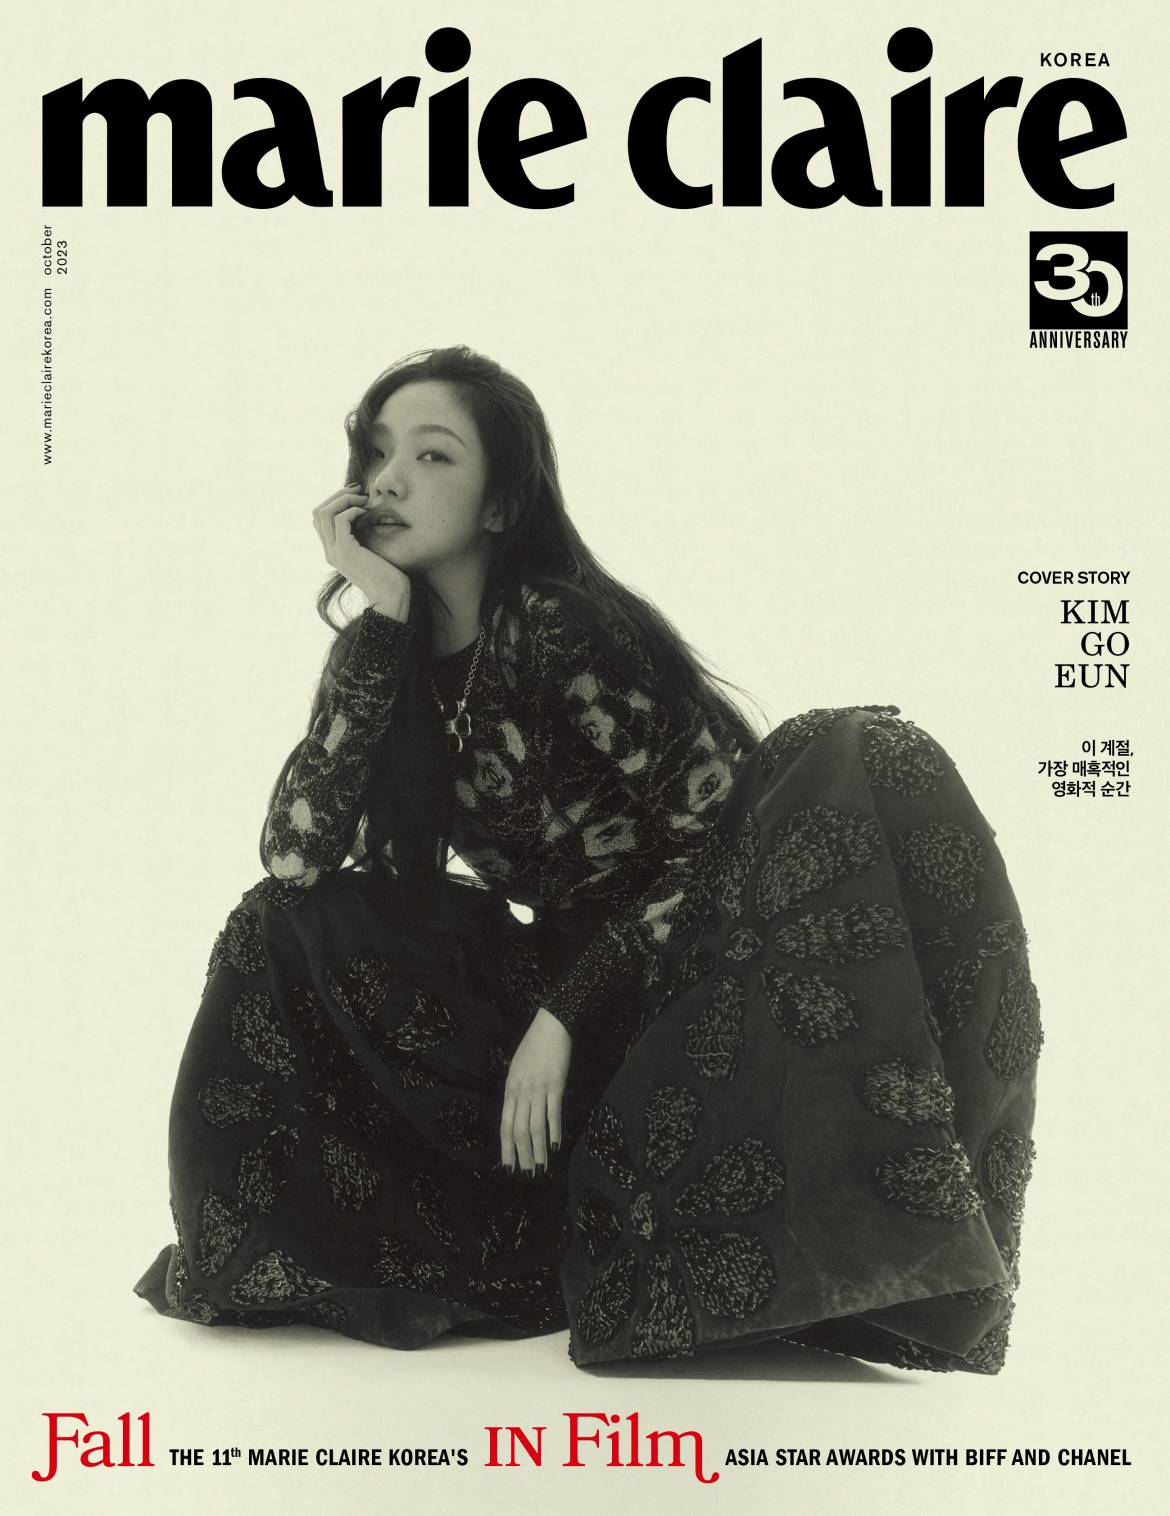 marie claire
KOREA
october
2023
www.marieclairekorea.com
30th
ANNIVERSARY
COVER STORY
KIM
GO
EUN
이 계절,
가장 매혹적인
영화적 순간
Fall THE 11th MARIE CLAIRE KOREA'S IN Film ASIA STAR AWARDS WITH BIFF AND CHANEL